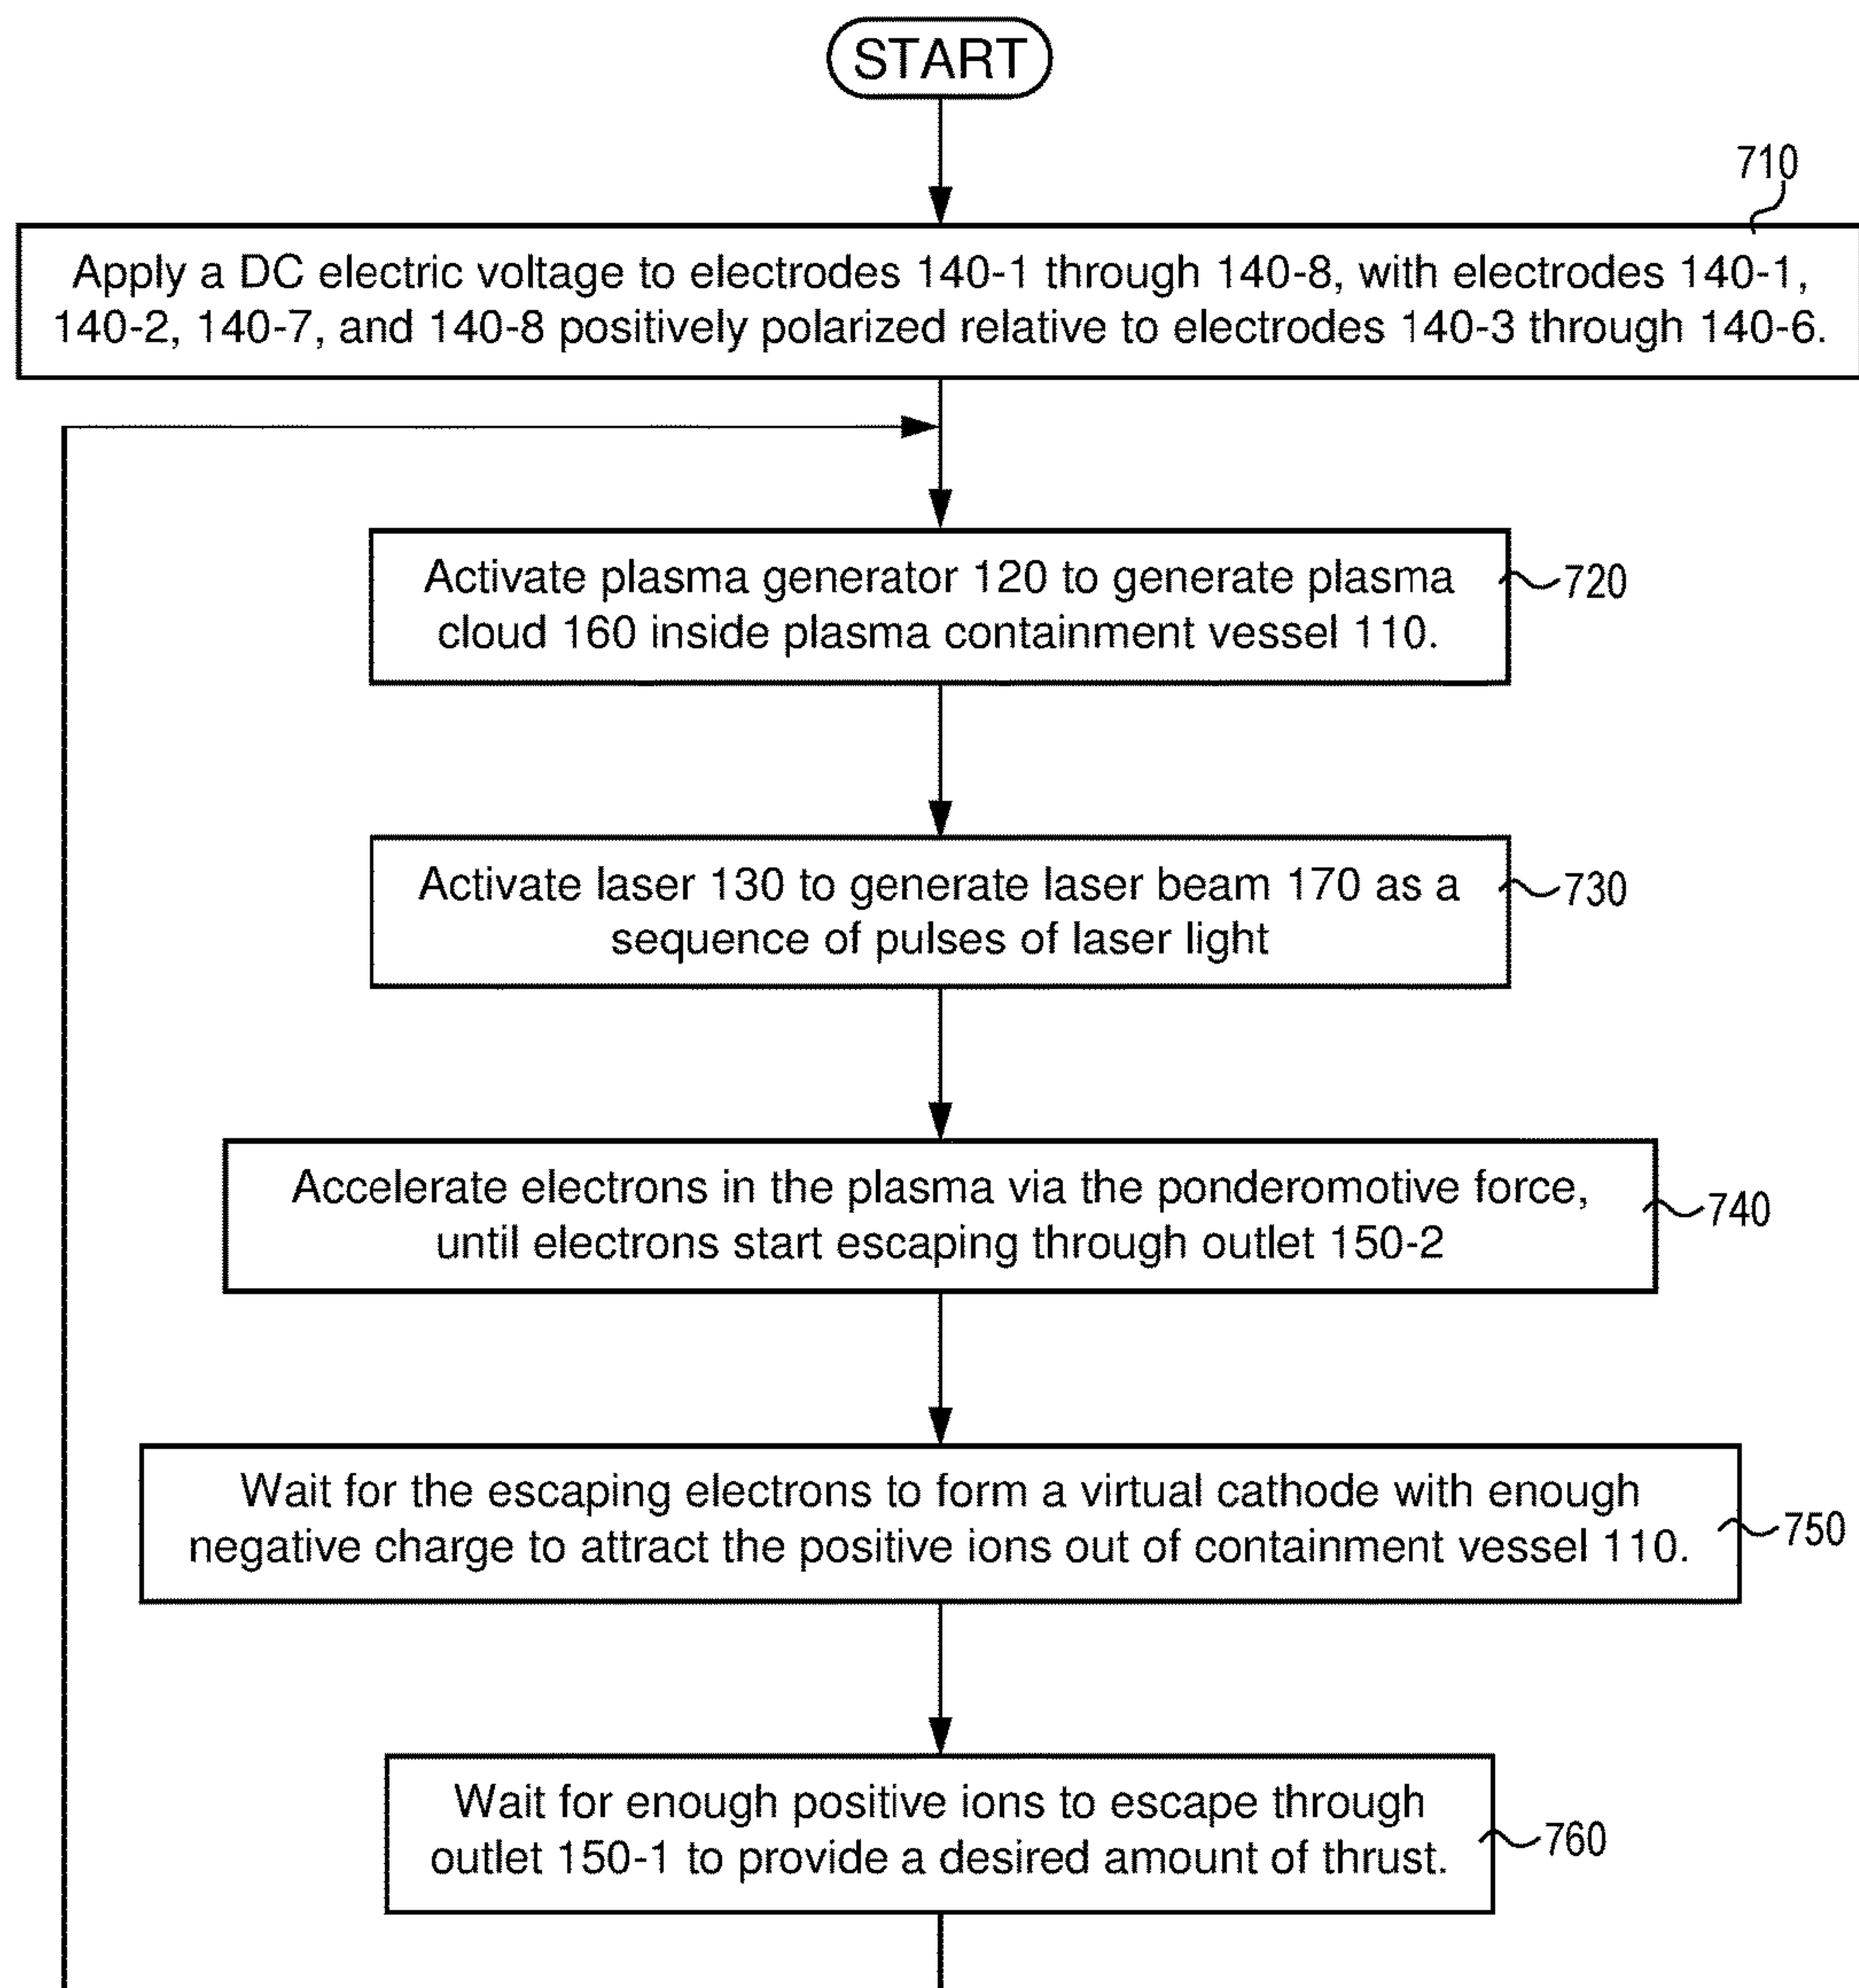 START
710
Apply a DC electric voltage to electrodes 140-1 through 140-8, with electrodes 140-1,
140-2, 140-7, and 140-8 positively polarized relative to electrodes 140-3 through 140-6.
Activate plasma generator 120 to generate plasma
cloud 160 inside plasma containment vessel 110.
720
Activate laser 130 to generate laser beam 170 as a
sequence of pulses of laser light
730
Accelerate electrons in the plasma via the ponderomotive force,
until electrons start escaping through outlet 150-2
740
Wait for the escaping electrons to form a virtual cathode with enough
negative charge to attract the positive ions out of containment vessel 110.
750
Wait for enough positive ions to escape through
outlet 150-1 to provide a desired amount of thrust.
760